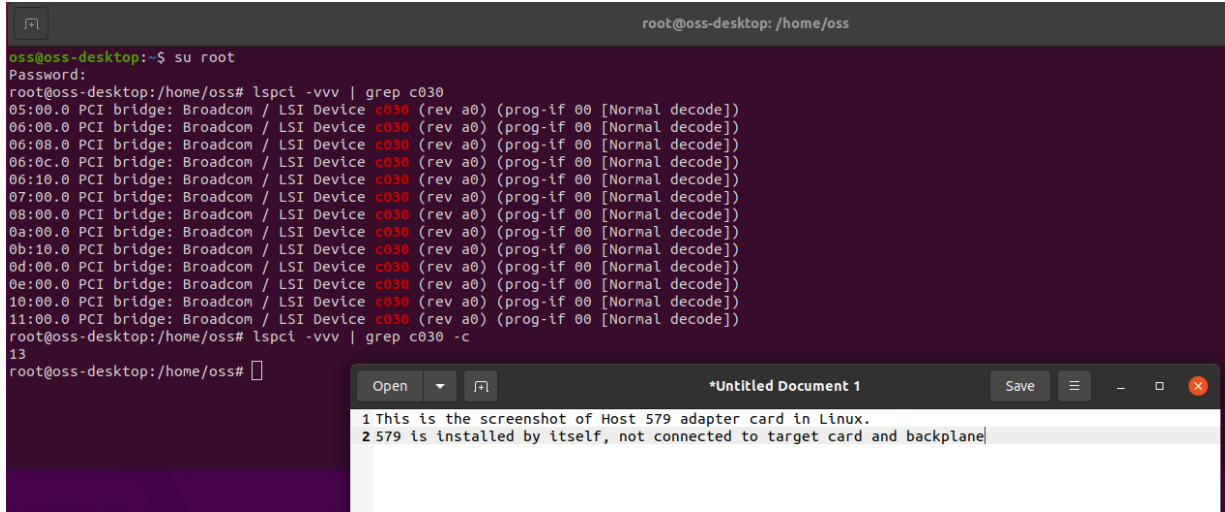 root@oss-desktop: /home/oss
oss@oss-desktop:~$ su root
Password:
root@oss-desktop:/home/oss# lspci -vvv | grep c030
05:00.0 PCI bridge: Broadcom / LSI Device c030 (rev a0) (prog-if 00 [Normal decode])
06:00.0 PCI bridge: Broadcom / LSI Device c030 (rev a0) (prog-if 00 [Normal decode])
06:08.0 PCI bridge: Broadcom / LSI Device c030 (rev a0) (prog-if 00 [Normal decode])
06:0c.0 PCI bridge: Broadcom / LSI Device c030 (rev a0) (prog-if 00 [Normal decode])
06:10.0 PCI bridge: Broadcom / LSI Device c030 (rev a0) (prog-if 00 [Normal decode])
07:00.0 PCI bridge: Broadcom / LSI Device c030 (rev a0) (prog-if 00 [Normal decode])
08:00.0 PCI bridge: Broadcom / LSI Device c030 (rev a0) (prog-if 00 [Normal decode])
0a:00.0 PCI bridge: Broadcom / LSI Device c030 (rev a0) (prog-if 00 [Normal decode])
0b:10.0 PCI bridge: Broadcom / LSI Device c030 (rev a0) (prog-if 00 [Normal decode])
0d:00.0 PCI bridge: Broadcom / LSI Device c030 (rev a0) (prog-if 00 [Normal decode])
0e:00.0 PCI bridge: Broadcom / LSI Device c030 (rev a0) (prog-if 00 [Normal decode])
10:00.0 PCI bridge: Broadcom / LSI Device c030 (rev a0) (prog-if 00 [Normal decode])
11:00.0 PCI bridge: Broadcom / LSI Device c030 (rev a0) (prog-if 00 [Normal decode])
root@oss-desktop:/home/oss# lspci -vvv | grep c030 -c
13
root@oss-desktop:/home/oss#
Open *Untitled Document 1 Save
1 This is the screenshot of Host 579 adapter card in Linux.
2 579 is installed by itself, not connected to target card and backplane